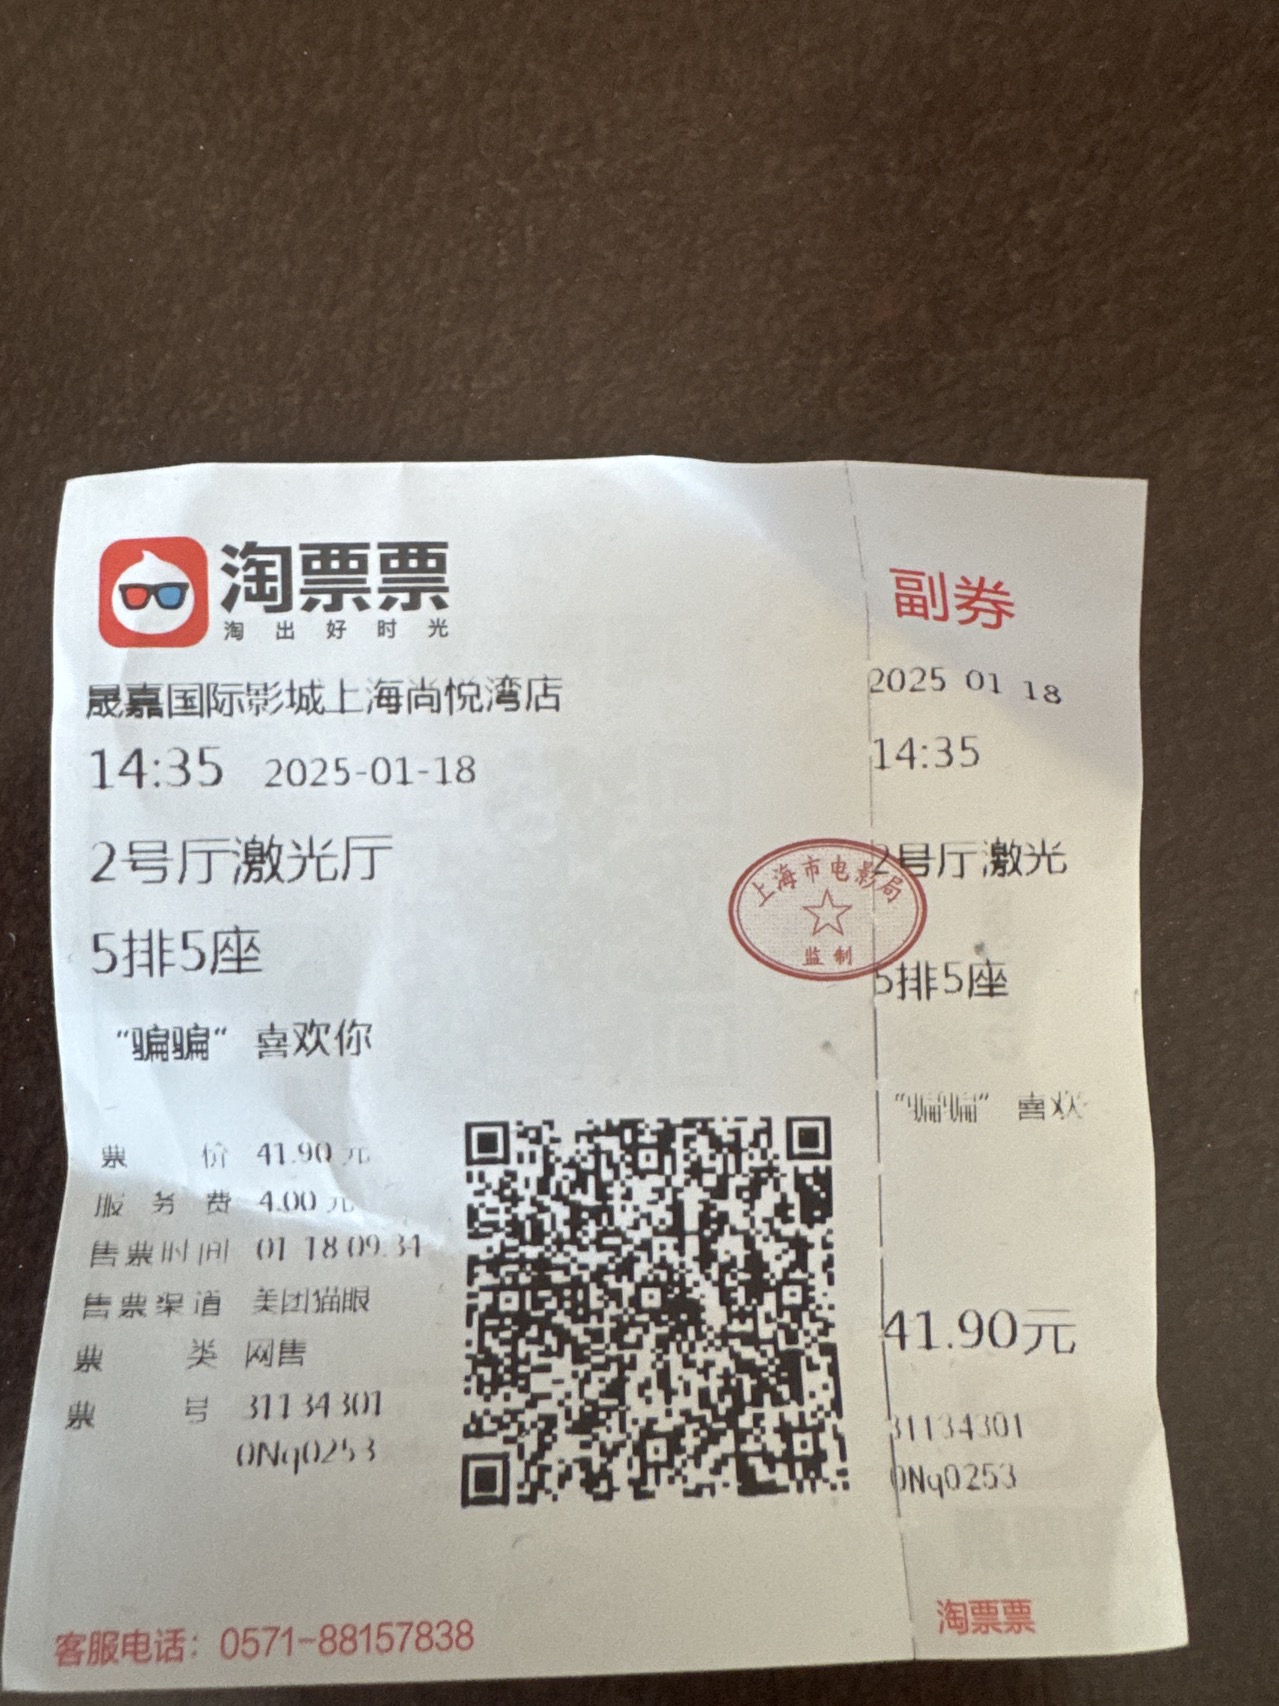 淘票票
淘出好时光
晟嘉国际影城上海尚悦湾店
14:35 2025-01-18
2号厅激光厅
5排5座
“骗骗” 喜欢你
票价 41.90 元
服务费 4.00 元
售票时间 01 18 09:34
售票渠道 美团猫眼
票类 网售
票号 31134301
0Nq0253
客服电话：0571-88157838
上海市电影局
监制
副券
2025 01 18
14:35
2号厅激光
5排5座
“骗骗” 喜欢
41.90元
31134301
0Nq0253
淘票票